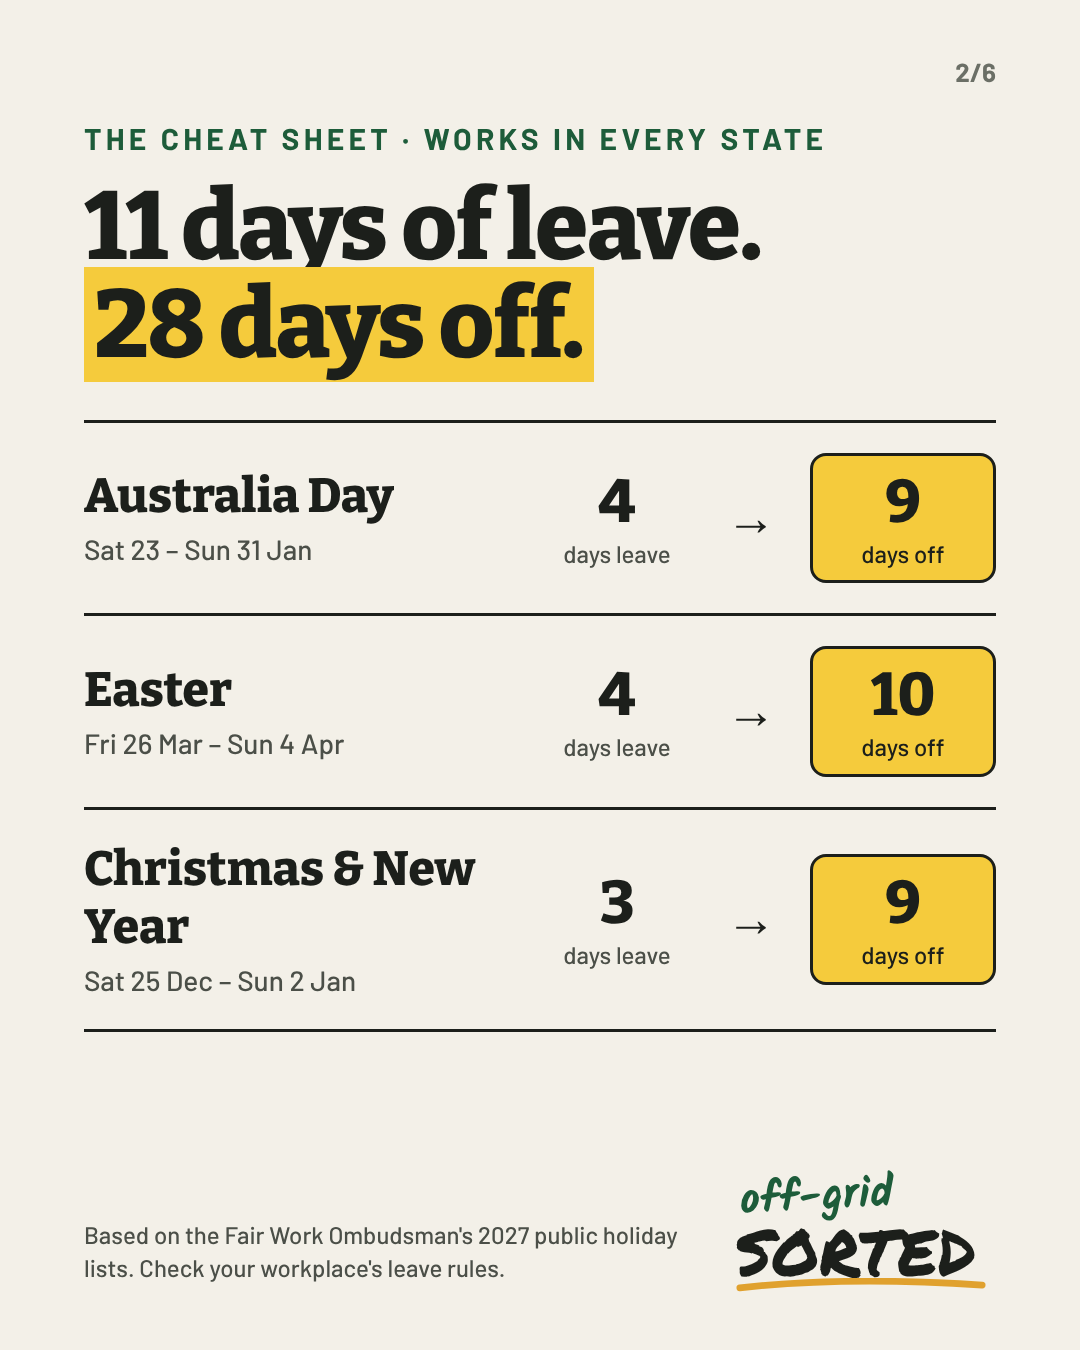 2/6
THE CHEAT SHEET · WORKS IN EVERY STATE
11 days of leave.
28 days off.
Australia Day
Sat 23 – Sun 31 Jan
4
days leave
→
9
days off
Easter
Fri 26 Mar – Sun 4 Apr
4
days leave
→
10
days off
Christmas & New
Year
Sat 25 Dec – Sun 2 Jan
3
days leave
→
9
days off
Based on the Fair Work Ombudsman's 2027 public holiday
lists. Check your workplace's leave rules.
off-grid
SORTED